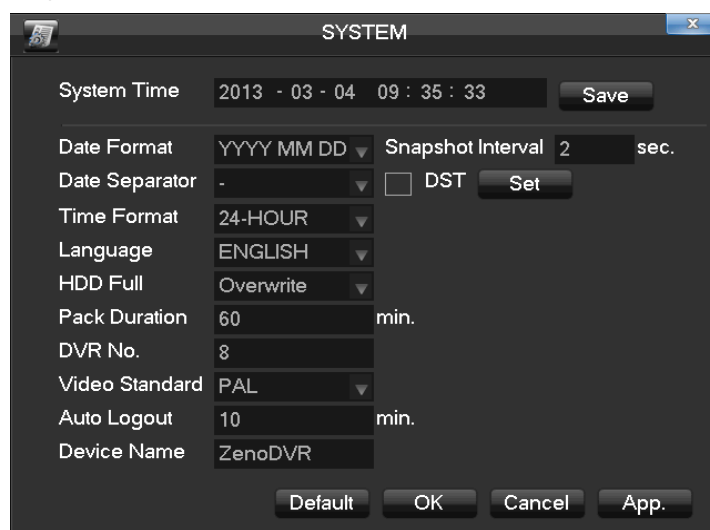 SYSTEM
System Time 2013 - 03 - 04 09 : 35 : 33 Save
Date Format YYYY MM DD Snapshot Interval 2 sec.
Date Separator - DST Set
Time Format 24-HOUR
Language ENGLISH
HDD Full Overwrite
Pack Duration 60 min.
DVR No. 8
Video Standard PAL
Auto Logout 10 min.
Device Name ZenoDVR
Default OK Cancel App.